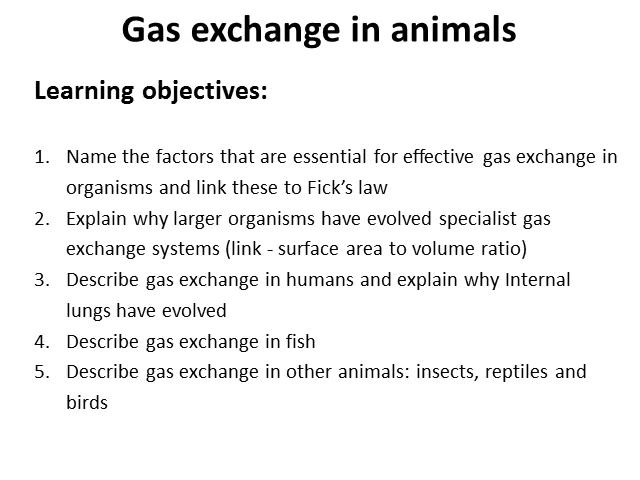 Gas exchange in animals
Learning objectives:
1. Name the factors that are essential for effective gas exchange in
organisms and link these to Fick’s law
2. Explain why larger organisms have evolved specialist gas
exchange systems (link - surface area to volume ratio)
3. Describe gas exchange in humans and explain why Internal
lungs have evolved
4. Describe gas exchange in fish
5. Describe gas exchange in other animals: insects, reptiles and
birds